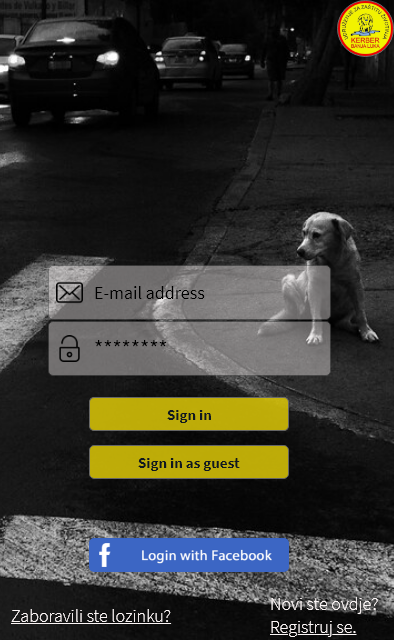 UDRUŽENJE ZA ZAŠTITU ŽIVOTINJA
KERBER
BANJA LUKA
E-mail address
********
Sign in
Sign in as guest
Login with Facebook
Novi ste ovdje?
Zaboravili ste lozinku?
Registruj se.